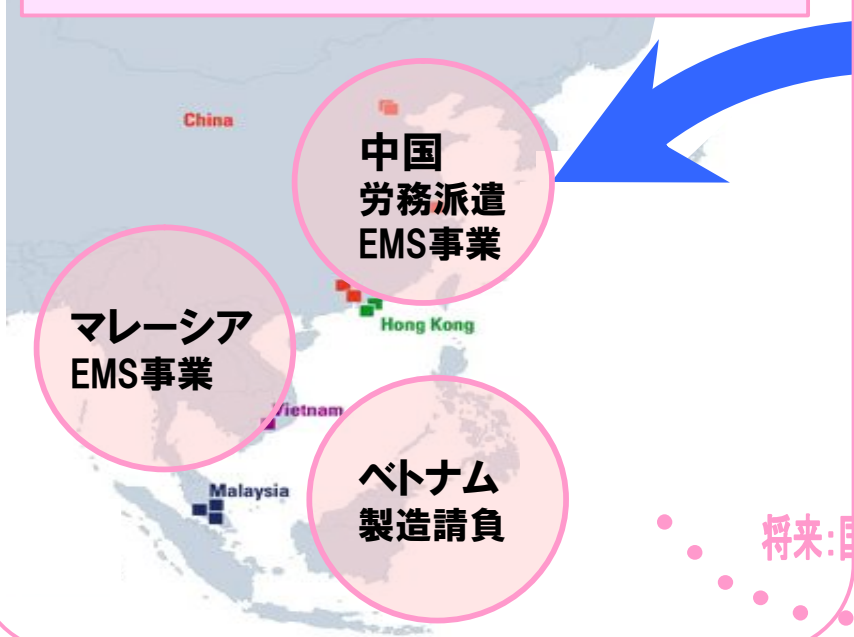 China
中国
労務派遣
EMS事業
Hong Kong
マレーシア
EMS事業
Vietnam
ベトナム
製造請負
Malaysia
将来: